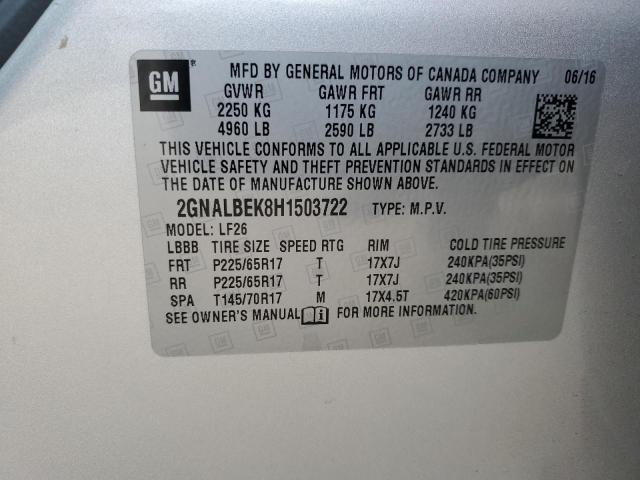 GM
MFD BY GENERAL MOTORS OF CANADA COMPANY 06/16
GVWR GAWR FRT GAWR RR
2250 KG 1175 KG 1240 KG
4960 LB 2590 LB 2733 LB
THIS VEHICLE CONFORMS TO ALL APPLICABLE U.S. FEDERAL MOTOR
VEHICLE SAFETY AND THEFT PREVENTION STANDARDS IN EFFECT ON
THE DATE OF MANUFACTURE SHOWN ABOVE.
2GNALBEK8H1503722 TYPE: M.P.V.
MODEL: LF26
LBBB TIRE SIZE SPEED RTG RIM COLD TIRE PRESSURE
FRT P225/65R17 T 17X7J 240KPA(35PSI)
RR P225/65R17 T 17X7J 240KPA(35PSI)
SPA T145/70R17 M 17X4.5T 420KPA(60PSI)
SEE OWNER'S MANUAL FOR MORE INFORMATION.